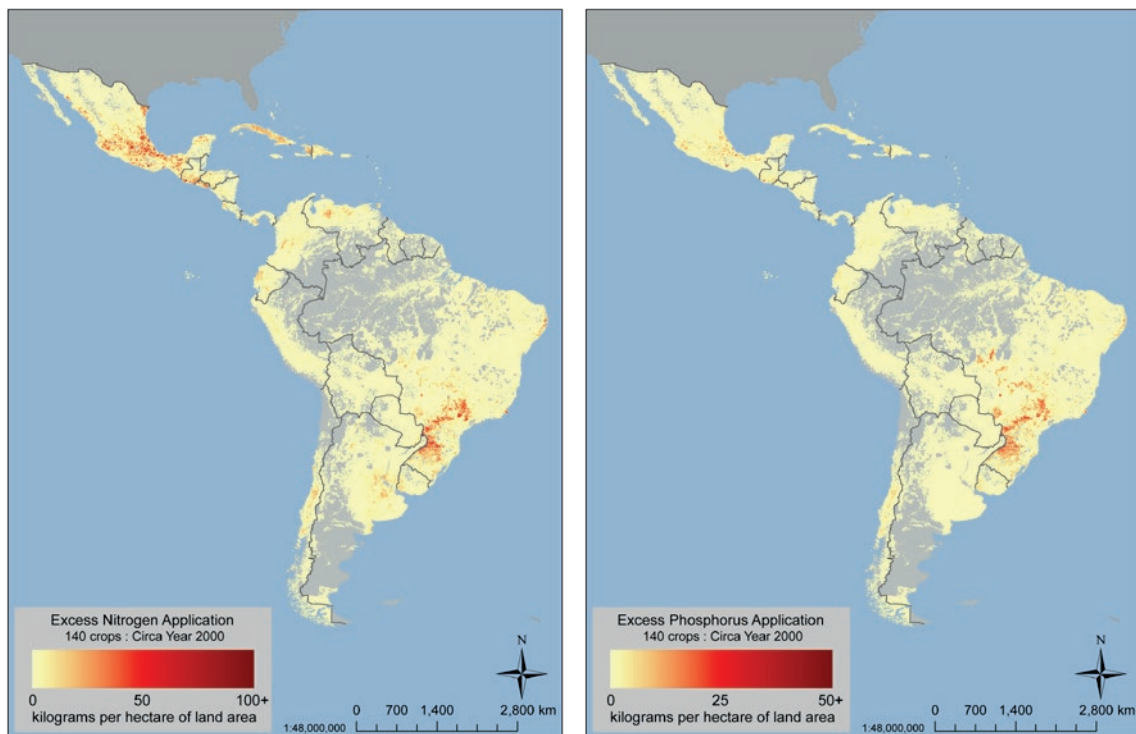 Excess Nitrogen Application
140 crops : Circa Year 2000
0 50 100+
kilograms per hectare of land area
N
0 700 1,400 2,800 km
1:48,000,000
Excess Phosphorus Application
140 crops : Circa Year 2000
0 25 50+
kilograms per hectare of land area
N
0 700 1,400 2,800 km
1:48,000,000